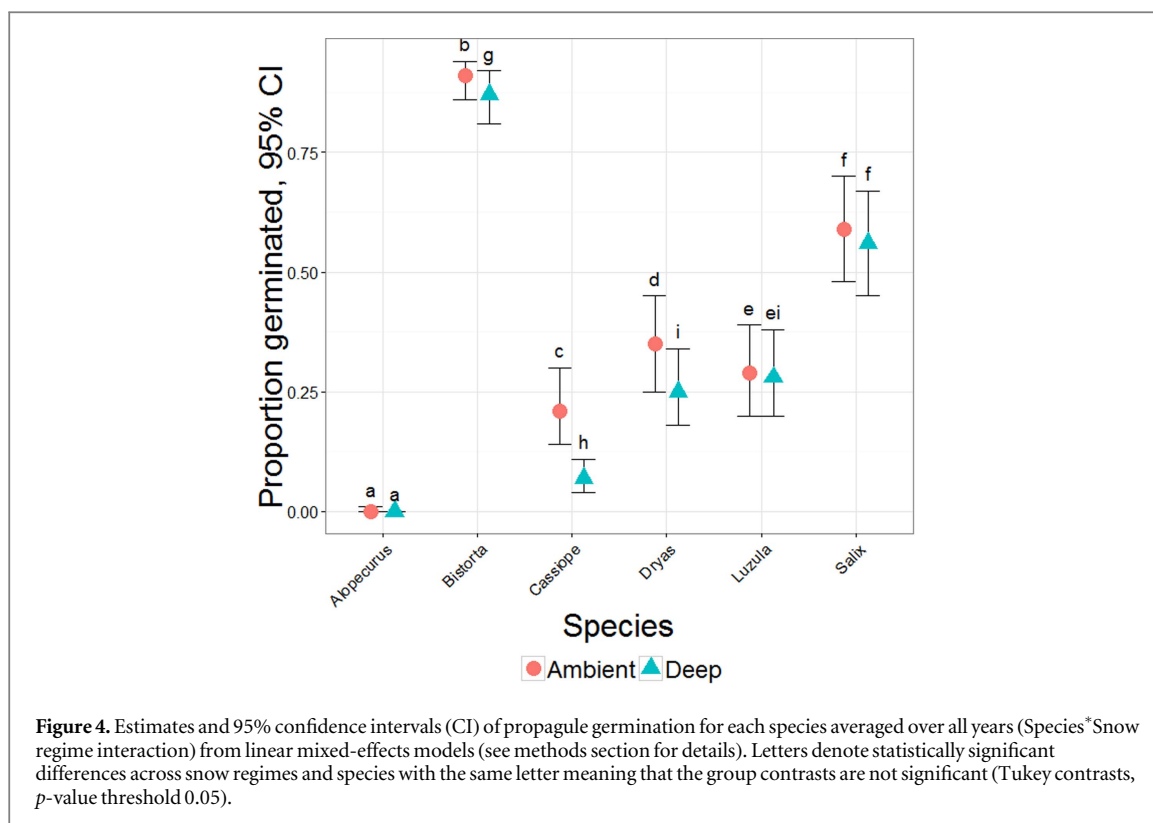 b
g
0.75
f
f
0.50
d
e
ei
i
c
0.25
h
a
a
0.00
Proportion germinated, 95% CI
Alopecurus
Bistorta
Cassiope
Dryas
Luzula
Salix
Species
Ambient Deep
Figure 4. Estimates and 95% confidence intervals (CI) of propagule germination for each species averaged over all years (Species*Snow
regime interaction) from linear mixed-effects models (see methods section for details). Letters denote statistically significant
differences across snow regimes and species with the same letter meaning that the group contrasts are not significant (Tukey contrasts,
p-value threshold 0.05).